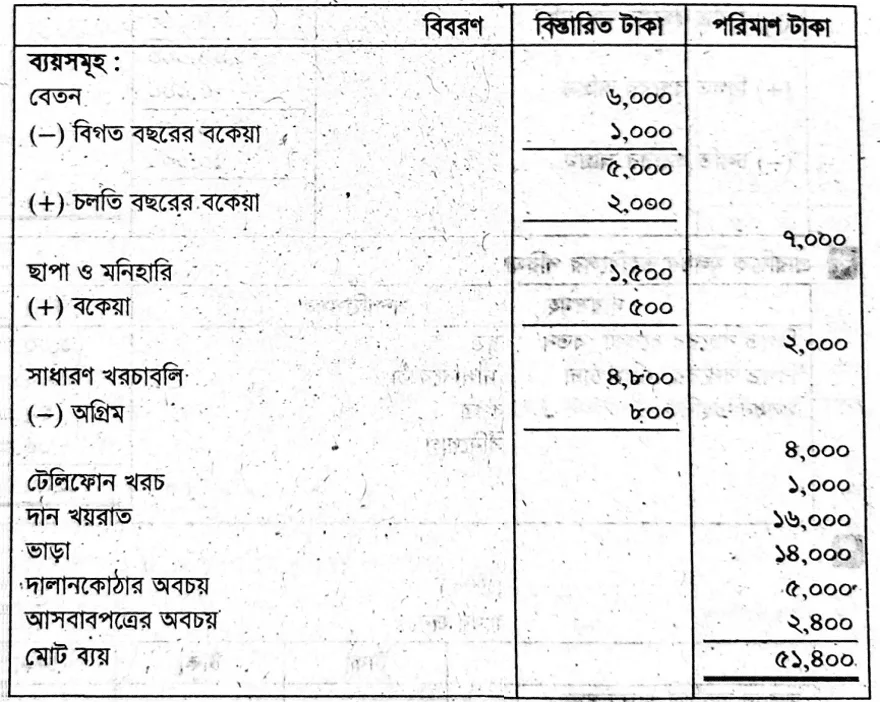 বিবরণ বিস্তারিত টাকা পরিমাণ টাকা
ব্যয়সমূহ :
বেতন ৬,০০০
(−) বিগত বছরের বকেয়া ১,০০০
৫,০০০
(+) চলতি বছরের বকেয়া ২,০০০
৭,০০০
ছাপা ও মনিহারি ১,৫০০
(+) বকেয়া ৫০০
২,০০০
সাধারণ খরচাবলি ৪,৮০০
(−) অগ্রিম ৮০০
৪,০০০
টেলিফোন খরচ ১,০০০
দান খয়রাত ১৬,০০০
ভাড়া ১৪,০০০
দালানকোঠার অবচয় ৫,০০০
আসবাবপত্রের অবচয় ২,৪০০
মোট ব্যয় ৫১,৪০০